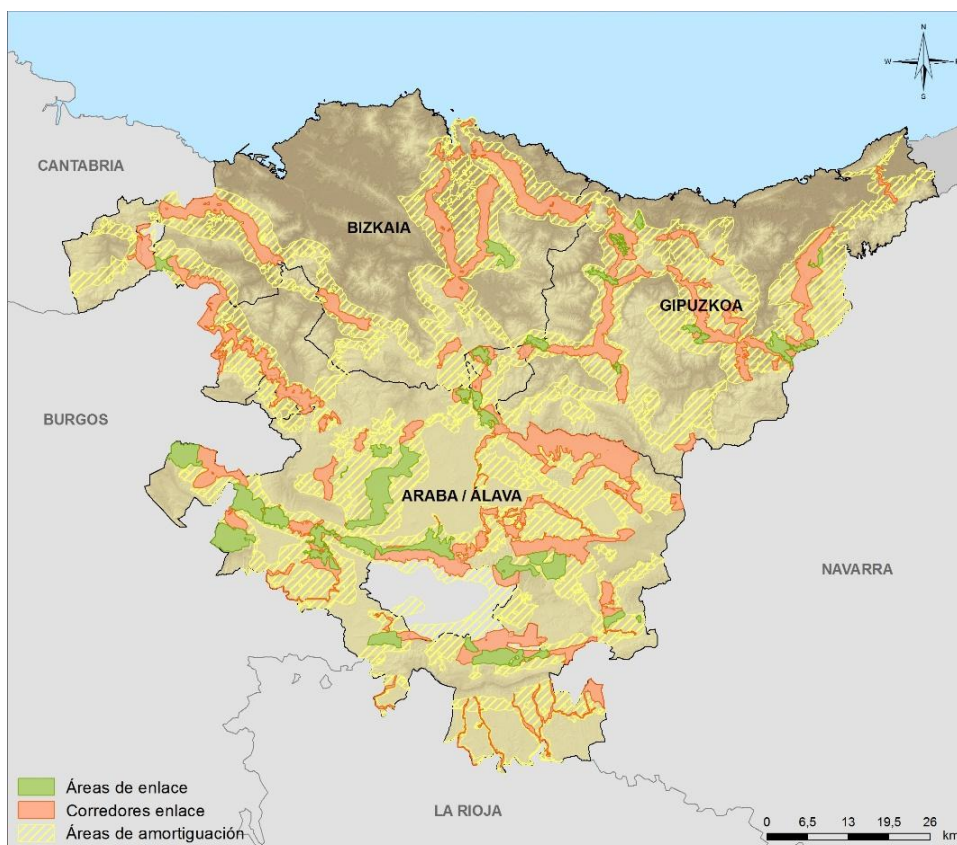 N
W
E
G
CANTABRIA
BIZKAIA
GIPUZKOA
BURGOS
ARABA / ÁLAVA
NAVARRA
LA RIOJA
Áreas de enlace
Corredores enlace
Áreas de amortiguación
0 6,5 13 19,5 26
km